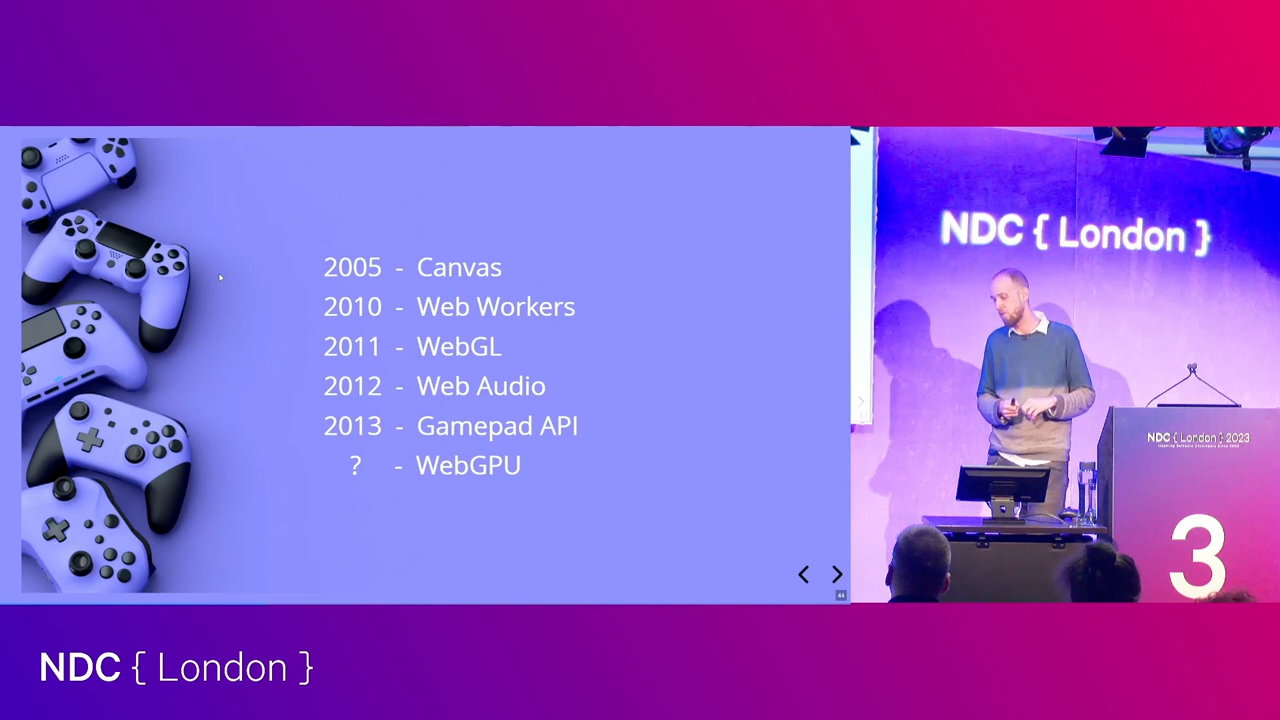 2005 - Canvas
2010 - Web Workers
2011 - WebGL
2012 - Web Audio
2013 - Gamepad API
? - WebGPU
44
NDC { London }
NDC { London } 2023
3
NDC { London }